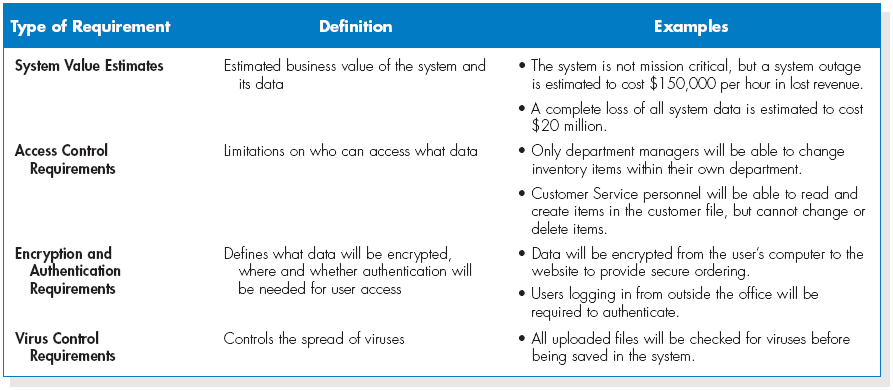 Type of Requirement Definition Examples
System Value Estimates
Estimated business value of the system and
its data
• The system is not mission critical, but a system outage
is estimated to cost $150,000 per hour in lost revenue.
• A complete loss of all system data is estimated to cost
$20 million.
Access Control
Requirements
Limitations on who can access what data
• Only department managers will be able to change
inventory items within their own department.
• Customer Service personnel will be able to read and
create items in the customer file, but cannot change or
delete items.
Encryption and
Authentication
Requirements
Defines what data will be encrypted,
where and whether authentication will
be needed for user access
• Data will be encrypted from the user's computer to the
website to provide secure ordering.
• Users logging in from outside the office will be
required to authenticate.
Virus Control
Requirements
Controls the spread of viruses
• All uploaded files will be checked for viruses before
being saved in the system.